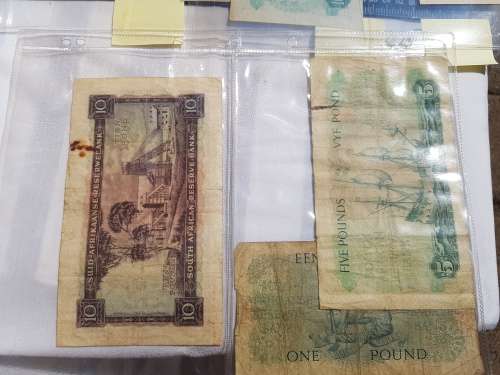 10
10
SUID-AFRIKAANSE RESERWEBANK
SOUTH AFRICAN RESERVE BANK
10
10
5
FIVE POUNDS
VYF POND
5
EEN
ONE POUND